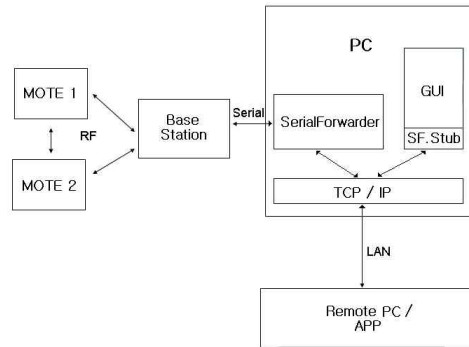 PC
MOTE 1
GUI
Base
Station
Serial
SerialForwarder
RF
SF.Stub
MOTE 2
TCP / IP
LAN
Remote PC /
APP